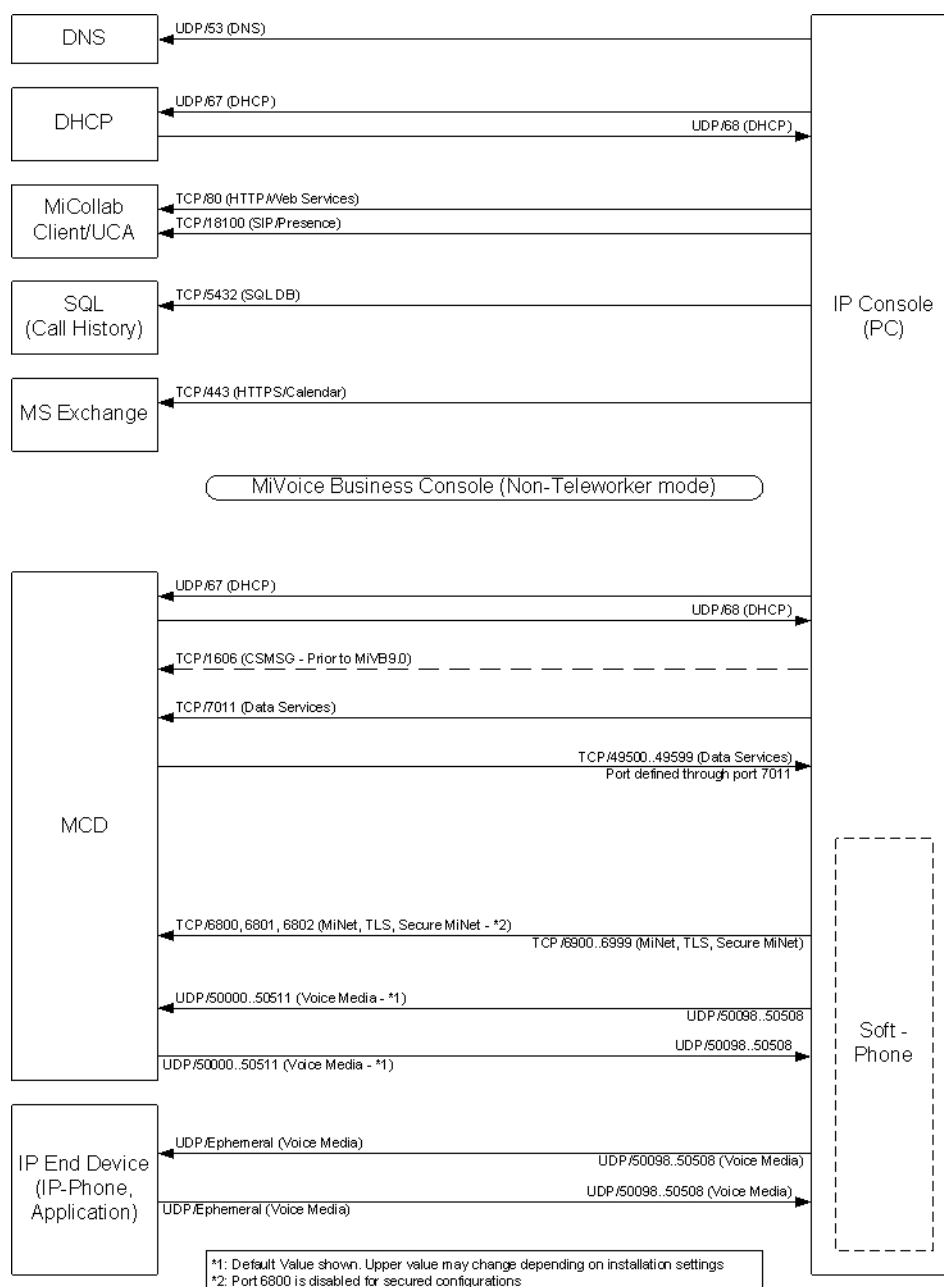 DNS
UDP/53 (DNS)
DHCP
UDP/67 (DHCP)
UDP/68 (DHCP)
MiCollab
Client/UCA
TCP/80 (HTTP/Web Services)
TCP/18100 (SIP/Presence)
SQL
(Call History)
TCP/5432 (SQL DB)
IP Console
(PC)
MS Exchange
TCP/443 (HTTPS/Calendar)
MiVoice Business Console (Non-Teleworker mode)
MCD
UDP/67 (DHCP)
UDP/68 (DHCP)
TCP/1606 (CSMSG - Prior to MiVB9.0)
TCP/7011 (Data Services)
TCP/49500..49599 (Data Services)
Port defined through port 7011
TCP/6800, 6801, 6802 (MiNet, TLS, Secure MiNet - *2)
TCP/6900..6999 (MiNet, TLS, Secure MiNet)
UDP/50000..50511 (Voice Media - *1)
UDP/50098..50508
UDP/50098..50508
UDP/50000..50511 (Voice Media - *1)
Soft -
Phone
IP End Device
(IP-Phone,
Application)
UDP/Ephemeral (Voice Media)
UDP/50098..50508 (Voice Media)
UDP/50098..50508 (Voice Media)
UDP/Ephemeral (Voice Media)
*1: Default Value shown. Upper value may change depending on installation settings
*2: Port 6800 is disabled for secured configurations